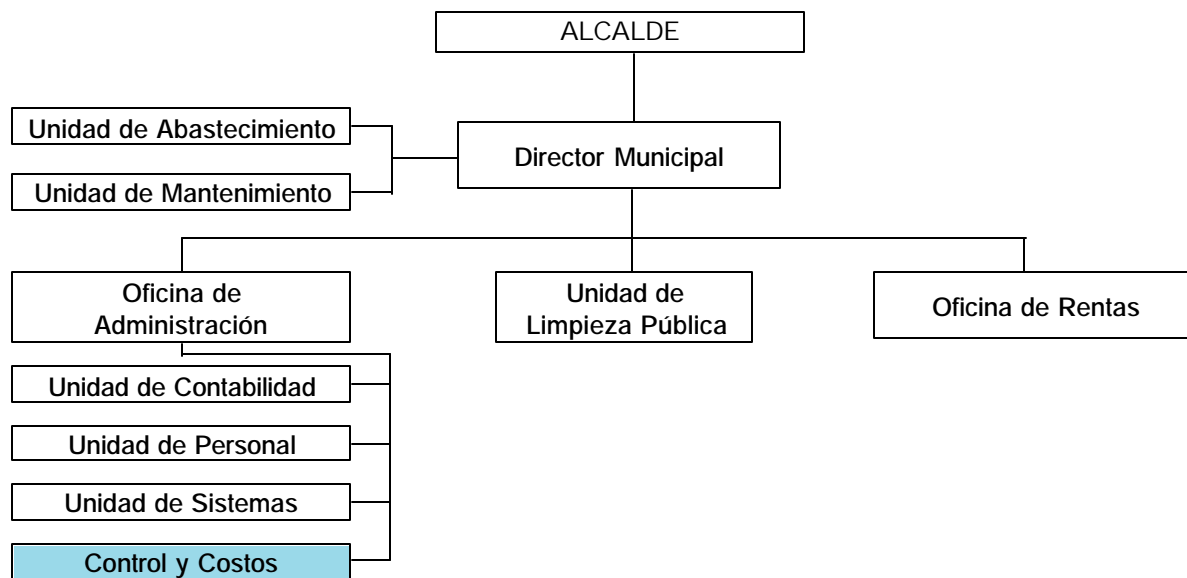 ALCALDE
Unidad de Abastecimiento
Director Municipal
Unidad de Mantenimiento
Oficina de
Administración
Unidad de
Limpieza Pública
Oficina de Rentas
Unidad de Contabilidad
Unidad de Personal
Unidad de Sistemas
Control y Costos